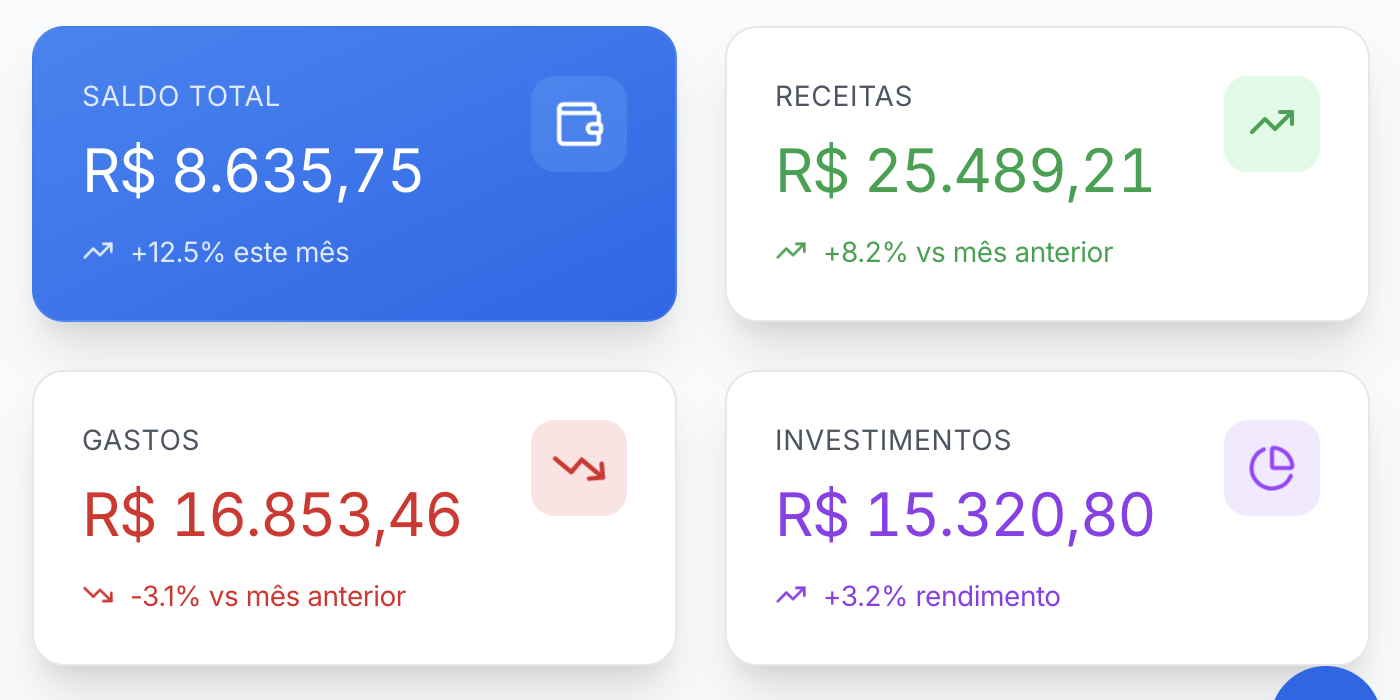 SALDO TOTAL
R$ 8.635,75
+12.5% este mês
RECEITAS
R$ 25.489,21
+8.2% vs mês anterior
GASTOS
R$ 16.853,46
-3.1% vs mês anterior
INVESTIMENTOS
R$ 15.320,80
+3.2% rendimento